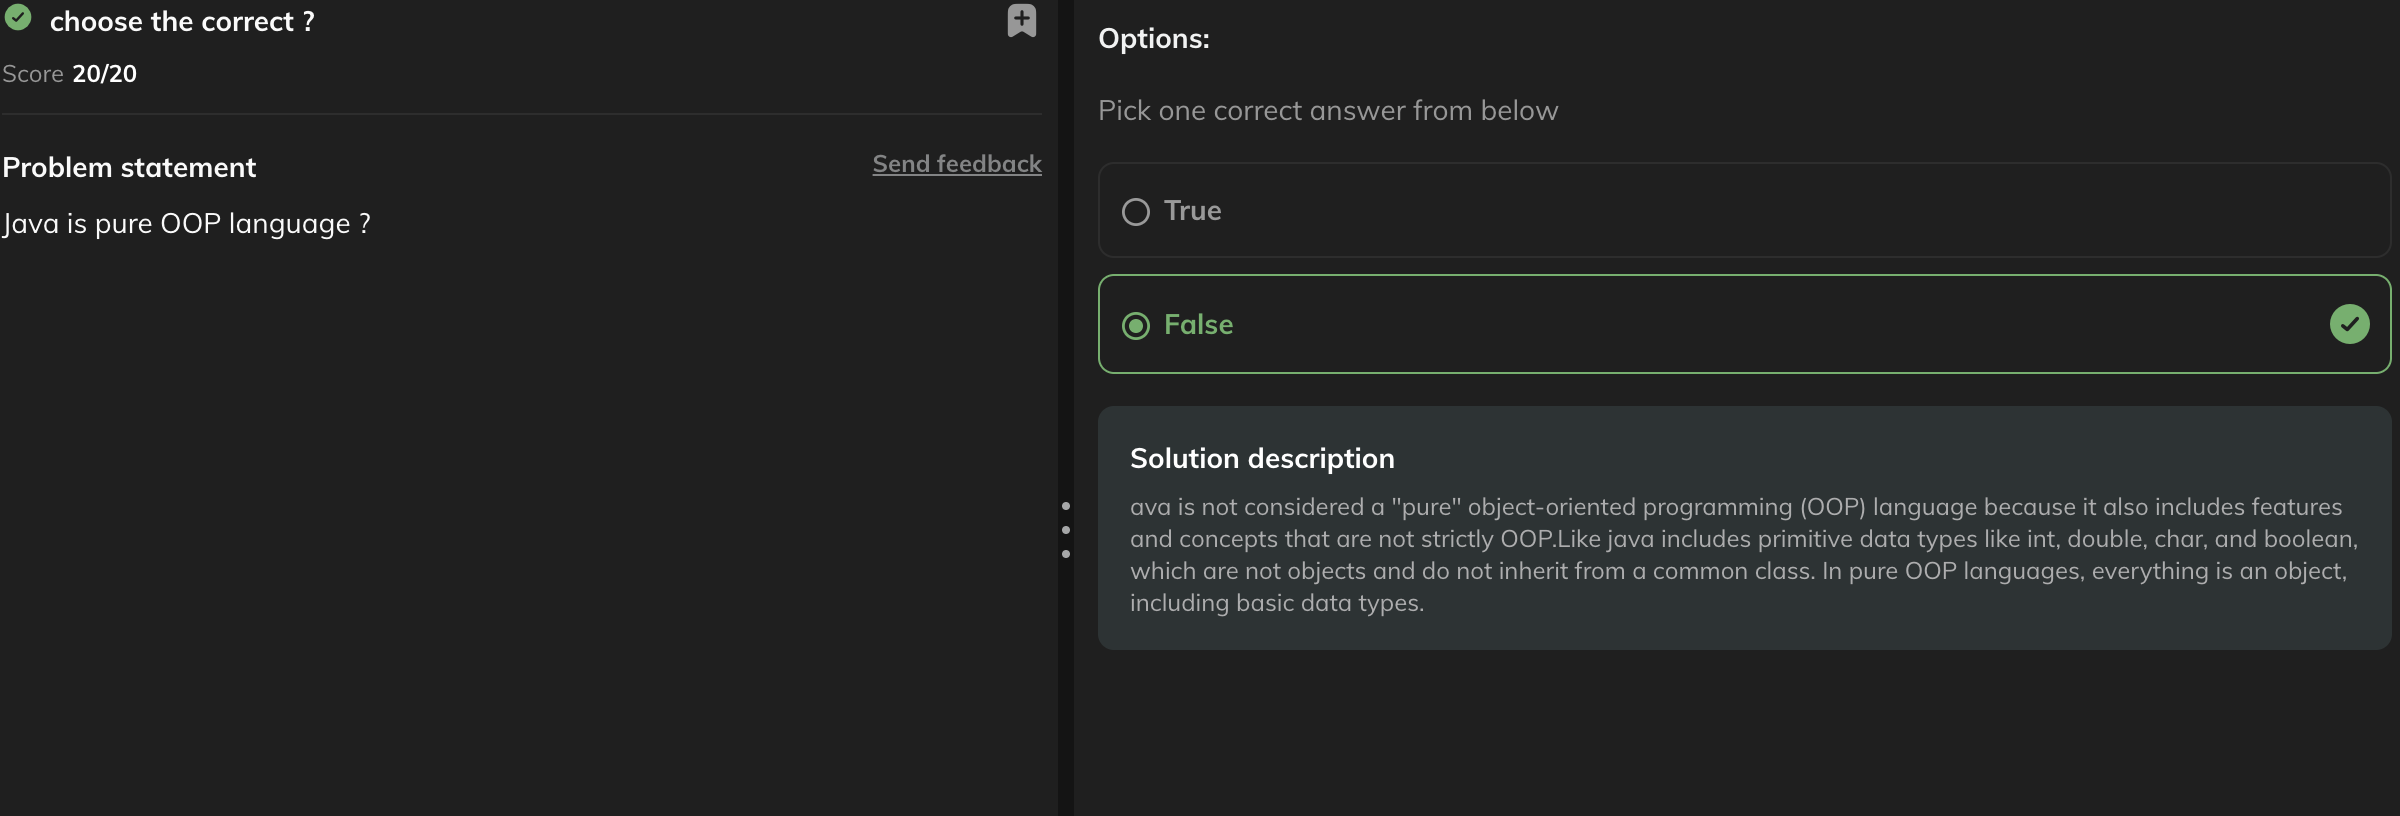 choose the correct ?
Score 20/20
Problem statement
Send feedback
Java is pure OOP language ?
Options:
Pick one correct answer from below
True
False
Solution description
ava is not considered a "pure" object-oriented programming (OOP) language because it also includes features
and concepts that are not strictly OOP.Like java includes primitive data types like int, double, char, and boolean,
which are not objects and do not inherit from a common class. In pure OOP languages, everything is an object,
including basic data types.